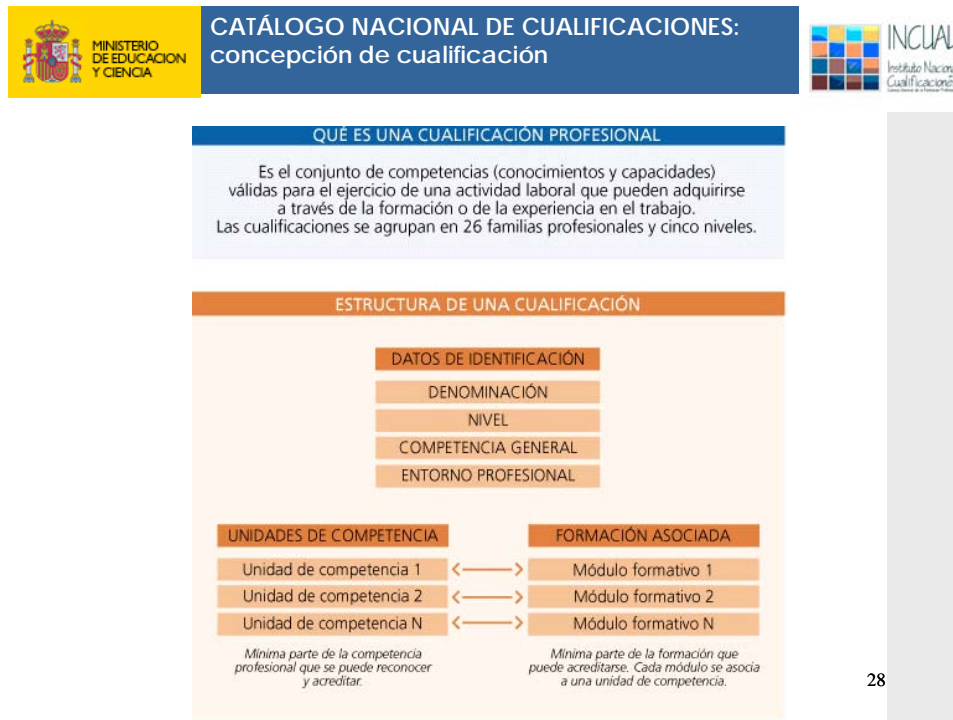 MINISTERIO
DE EDUCACION
Y CIENCIA
CATÁLOGO NACIONAL DE CUALIFICACIONES:
concepción de cualificación
INCUAL
Instituto Nacion
Cualificacione
QUÉ ES UNA CUALIFICACIÓN PROFESIONAL
Es el conjunto de competencias (conocimientos y capacidades)
válidas para el ejercicio de una actividad laboral que pueden adquirirse
a través de la formación o de la experiencia en el trabajo.
Las cualificaciones se agrupan en 26 familias profesionales y cinco niveles.
ESTRUCTURA DE UNA CUALIFICACIÓN
DATOS DE IDENTIFICACIÓN
DENOMINACIÓN
NIVEL
COMPETENCIA GENERAL
ENTORNO PROFESIONAL
UNIDADES DE COMPETENCIA
Unidad de competencia 1
Unidad de competencia 2
Unidad de competencia N
Mínima parte de la competencia
profesional que se puede reconocer
y acreditar.
FORMACIÓN ASOCIADA
Módulo formativo 1
Módulo formativo 2
Módulo formativo N
Mínima parte de la formación que
puede acreditarse. Cada módulo se asocia
a una unidad de competencia.
28